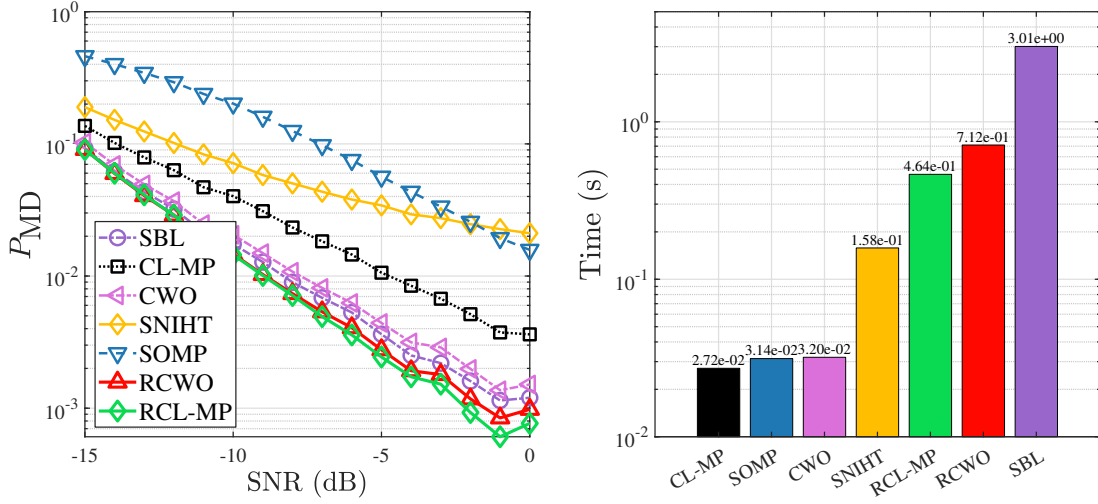 10^0
10^-1
10^-2
10^-3
P_MD
-15
-10
-5
0
SNR (dB)
SBL
CL-MP
CWO
SNIHT
SOMP
RCWO
RCL-MP
Time (s)
10^0
10^-1
10^-2
2.72e-02
3.14e-02
3.20e-02
1.58e-01
4.64e-01
7.12e-01
3.01e+00
CL-MP
SOMP
CWO
SNIHT
RCL-MP
RCWO
SBL